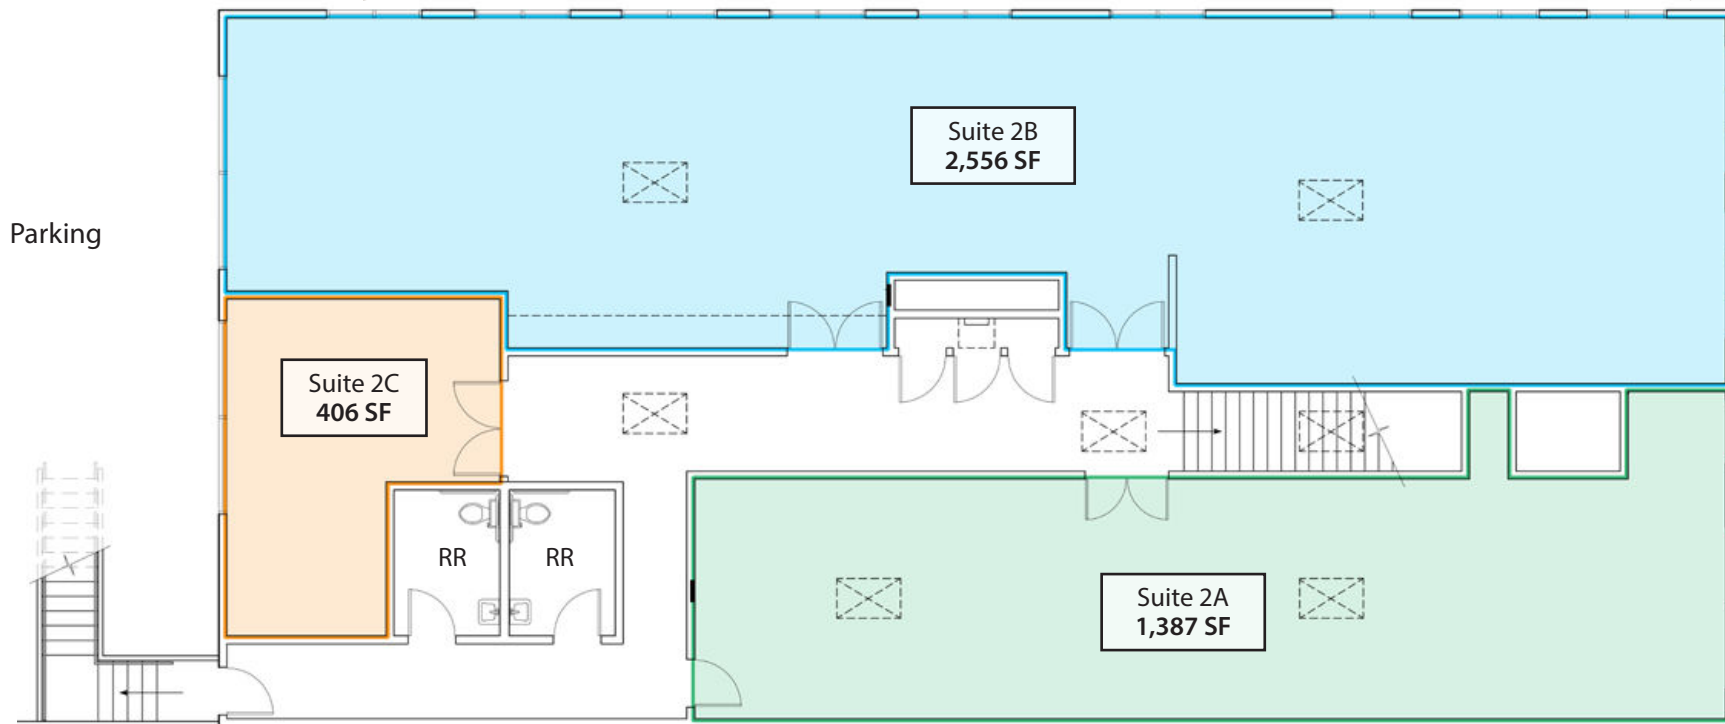 Suite 2B
2,556 SF
Parking
Suite 2C
406 SF
RR
RR
Suite 2A
1,387 SF